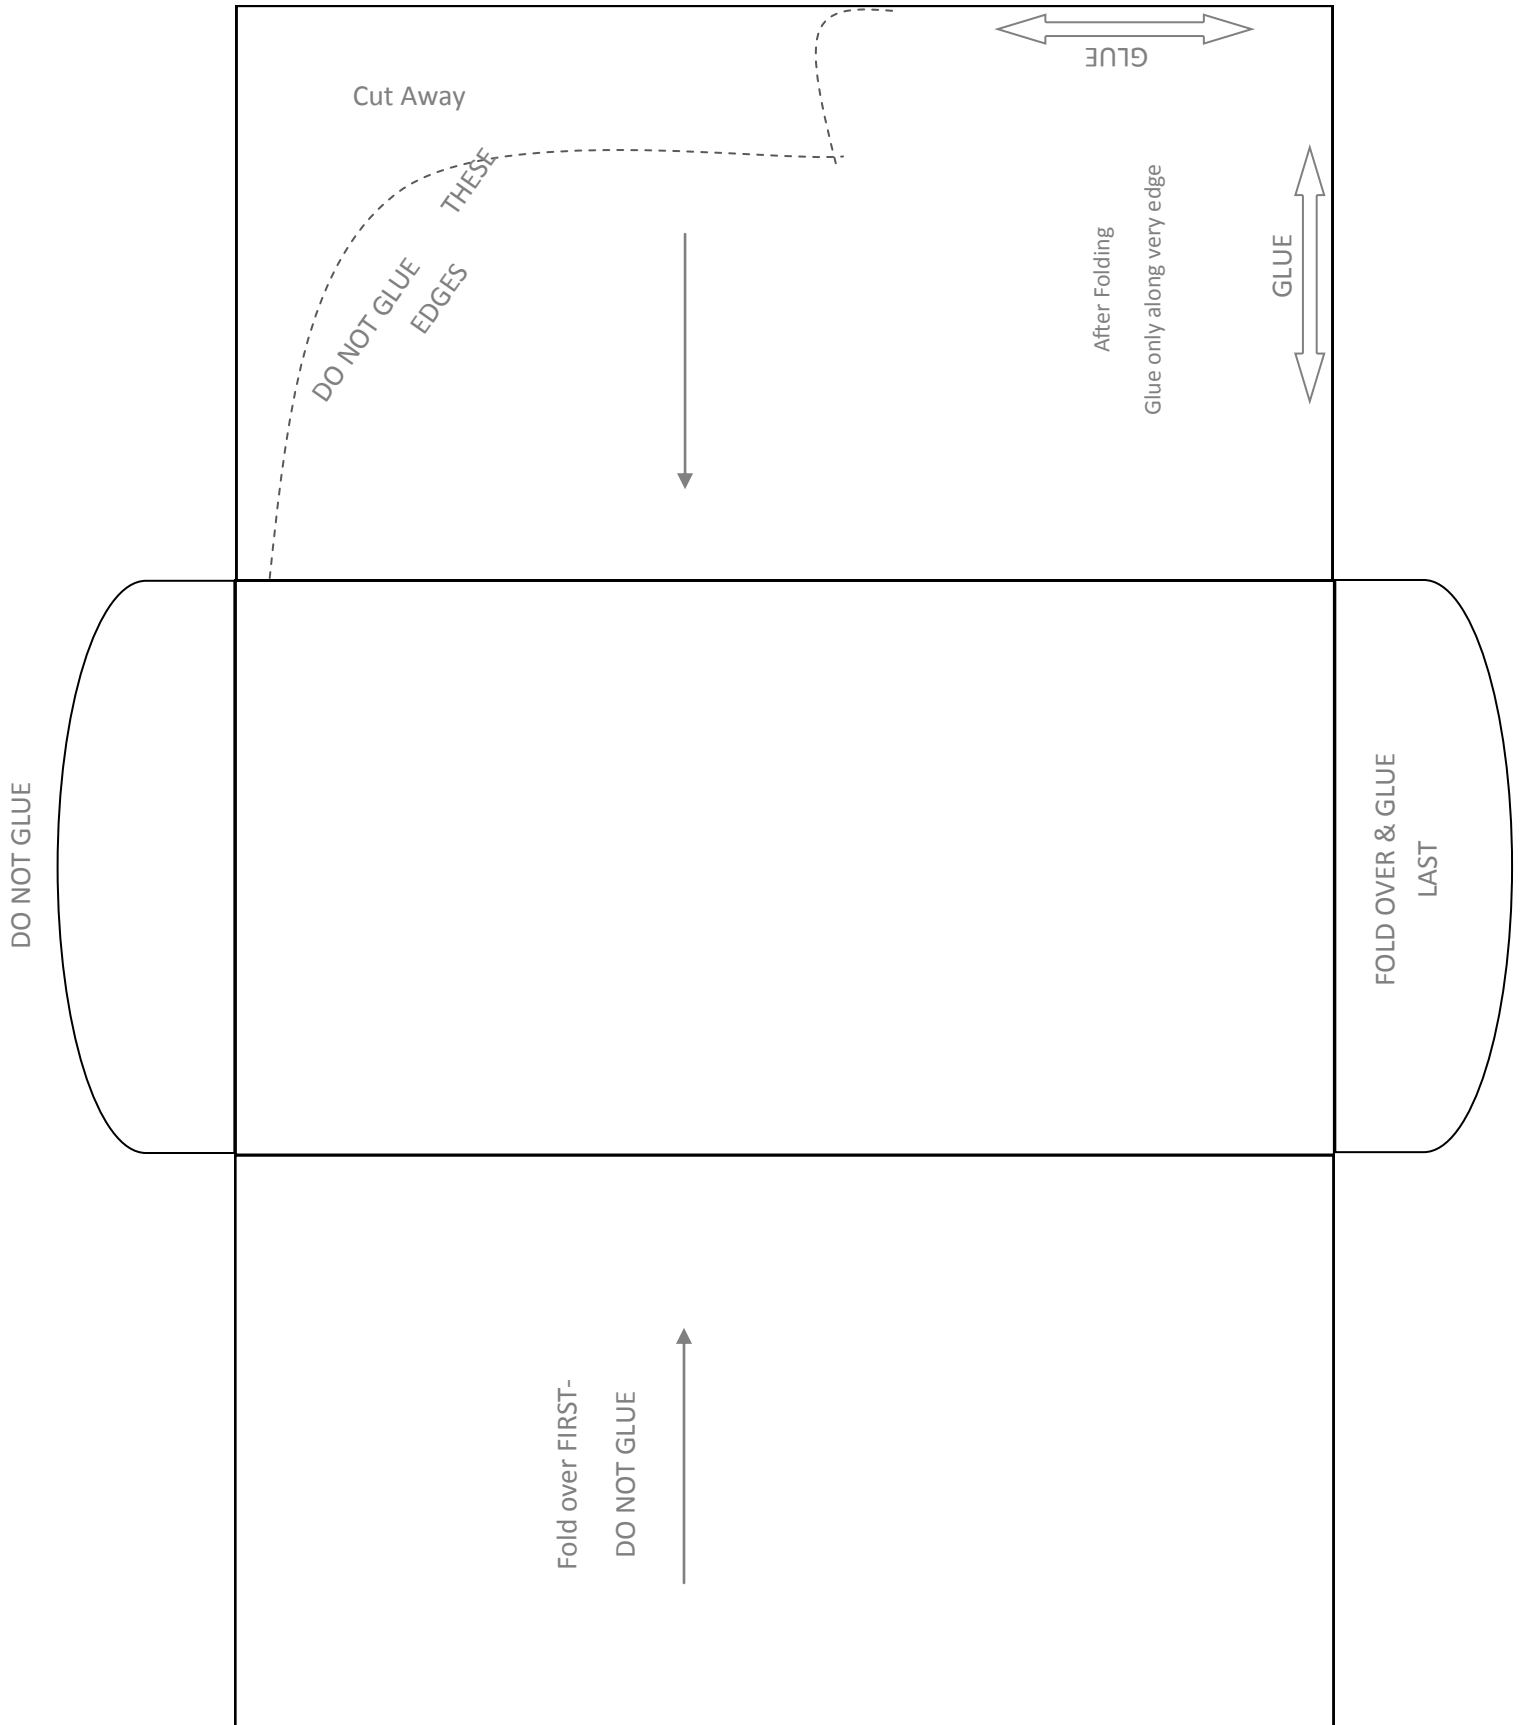 GLUE
Cut Away
DO NOT GLUE THESE
EDGES
After Folding
Glue only along very edge
GLUE
DO NOT GLUE
FOLD OVER & GLUE
LAST
Fold over FIRST-
DO NOT GLUE